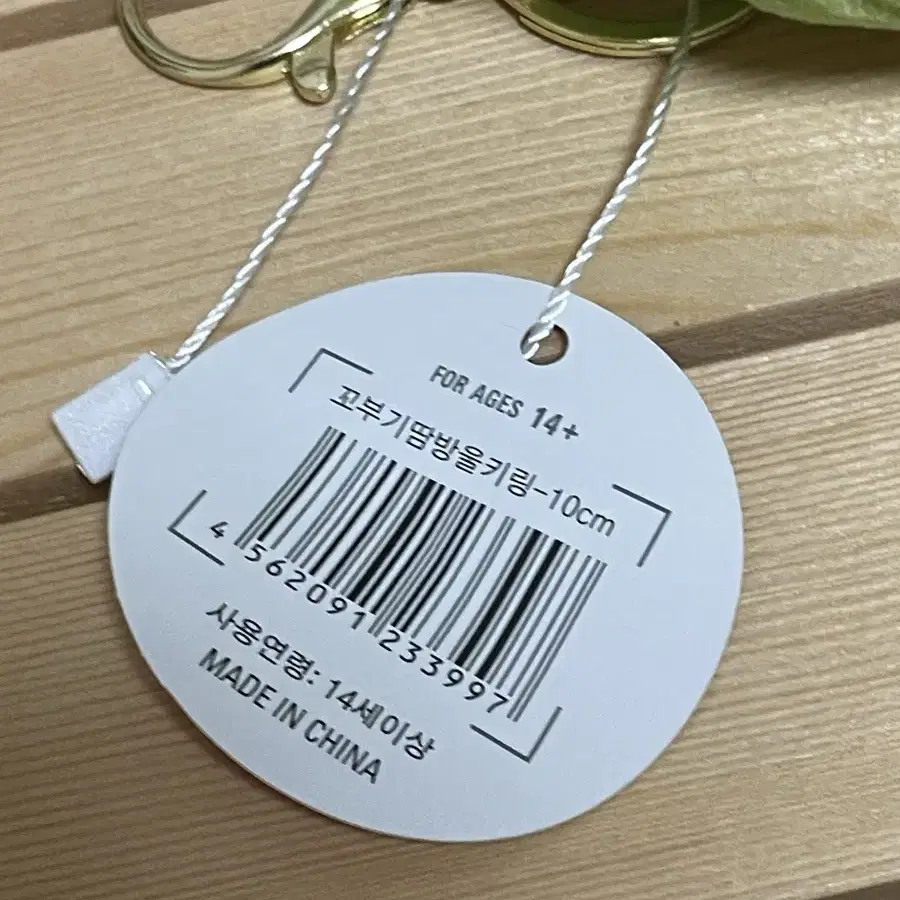 FOR AGES 14+
꼬부기땀방울키링-10cm
4 562091 233997
사용연령: 14세이상
MADE IN CHINA